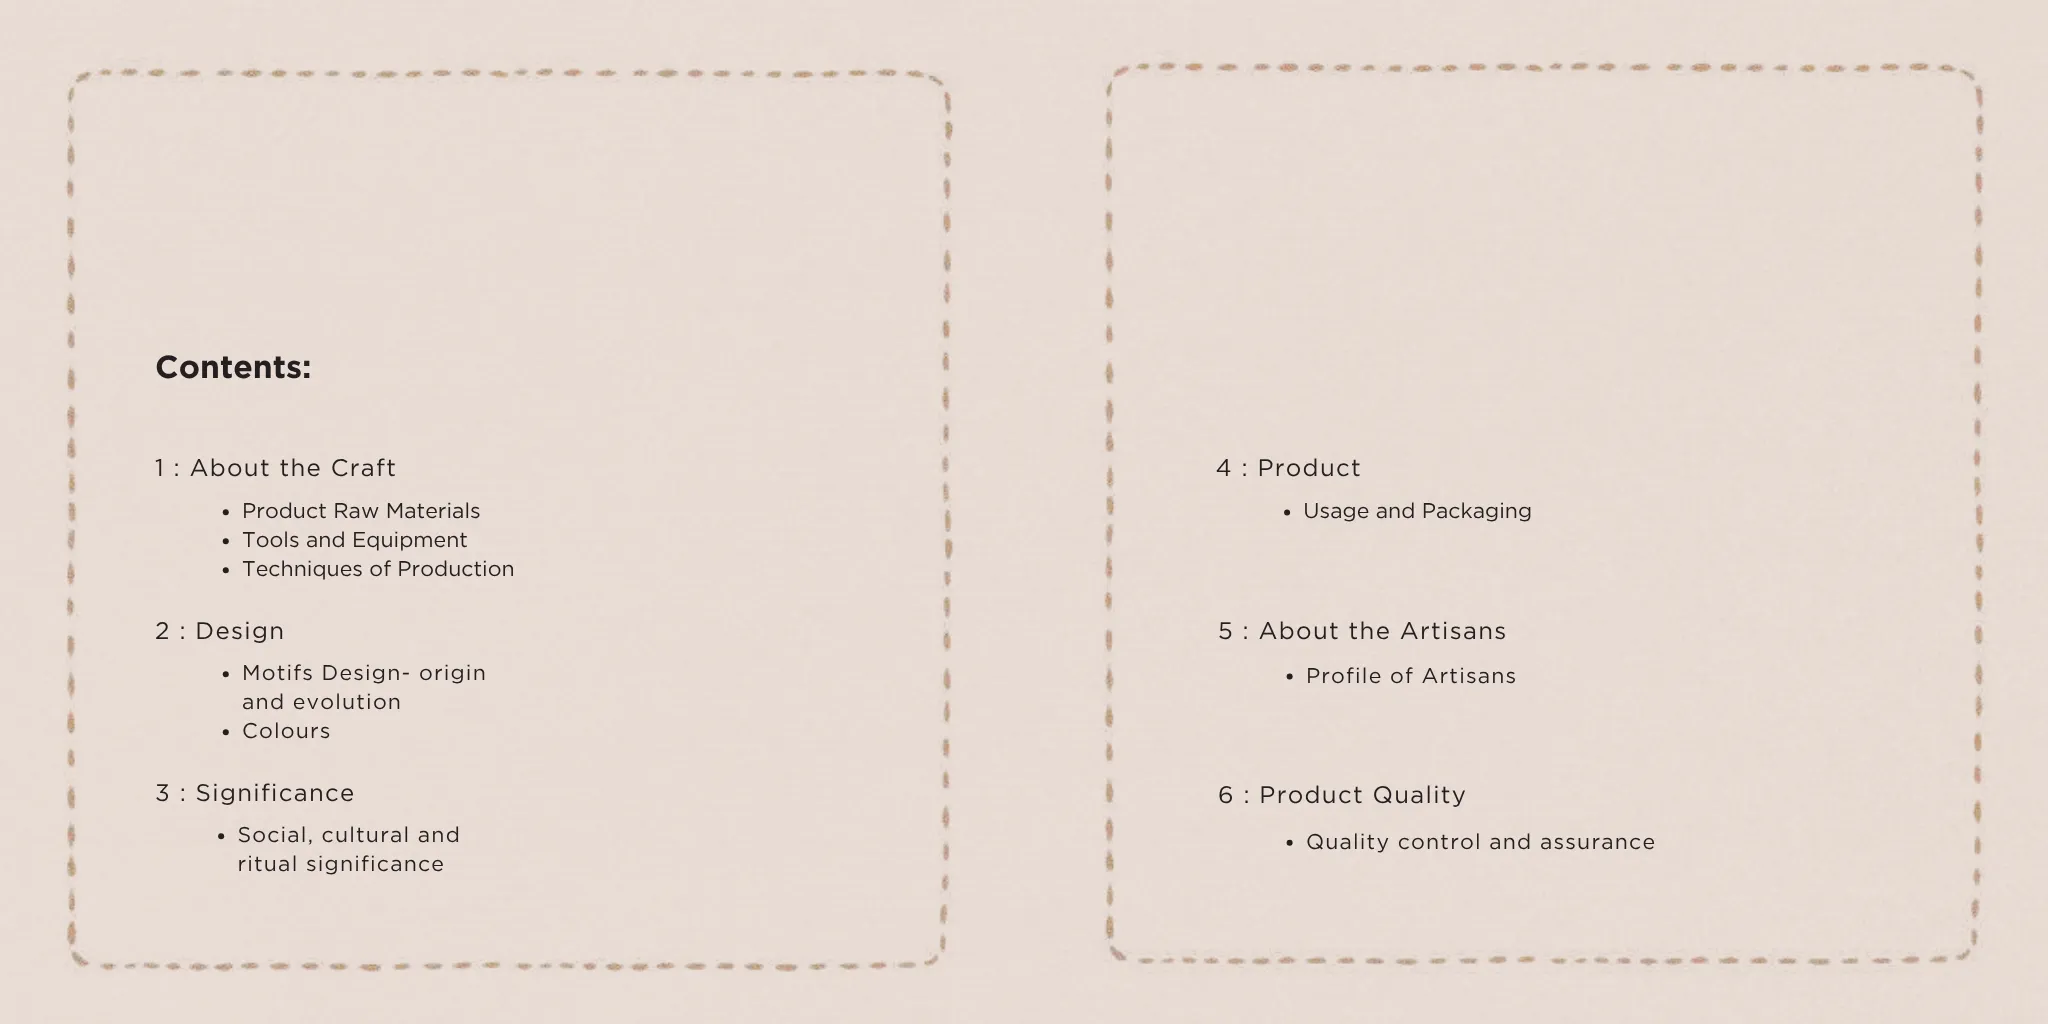 Contents:
1 : About the Craft
• Product Raw Materials
• Tools and Equipment
• Techniques of Production
2 : Design
• Motifs Design- origin
and evolution
• Colours
3 : Significance
• Social, cultural and
ritual significance
4 : Product
• Usage and Packaging
5 : About the Artisans
• Profile of Artisans
6 : Product Quality
• Quality control and assurance